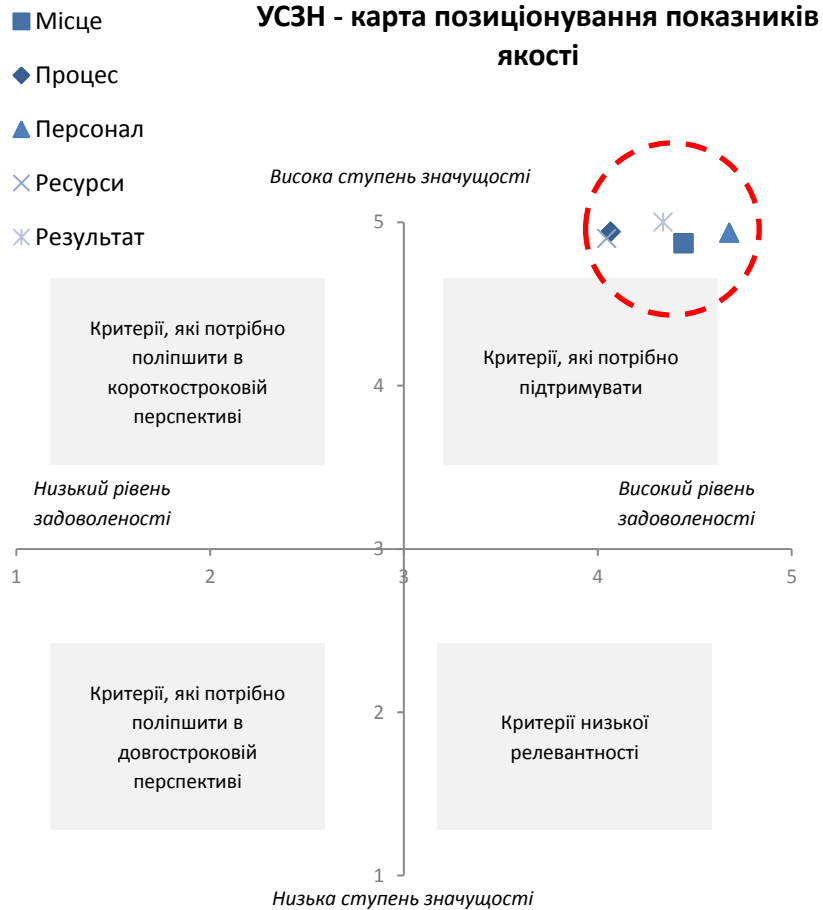 УСЗН - карта позиціонування показників
якості
Місце
Процес
Персонал
Ресурси
Результат
Висока ступень значущості
5
Критерії, які потрібно
поліпшити в
короткостроковій
перспективі
4
Критерії, які потрібно
підтримувати
Низький рівень
задоволеності
Високий рівень
задоволеності
3
1
2
3
4
5
Критерії, які потрібно
поліпшити в
довгостроковій
перспективі
2
Критерії низької
релевантності
1
Низька ступень значущості